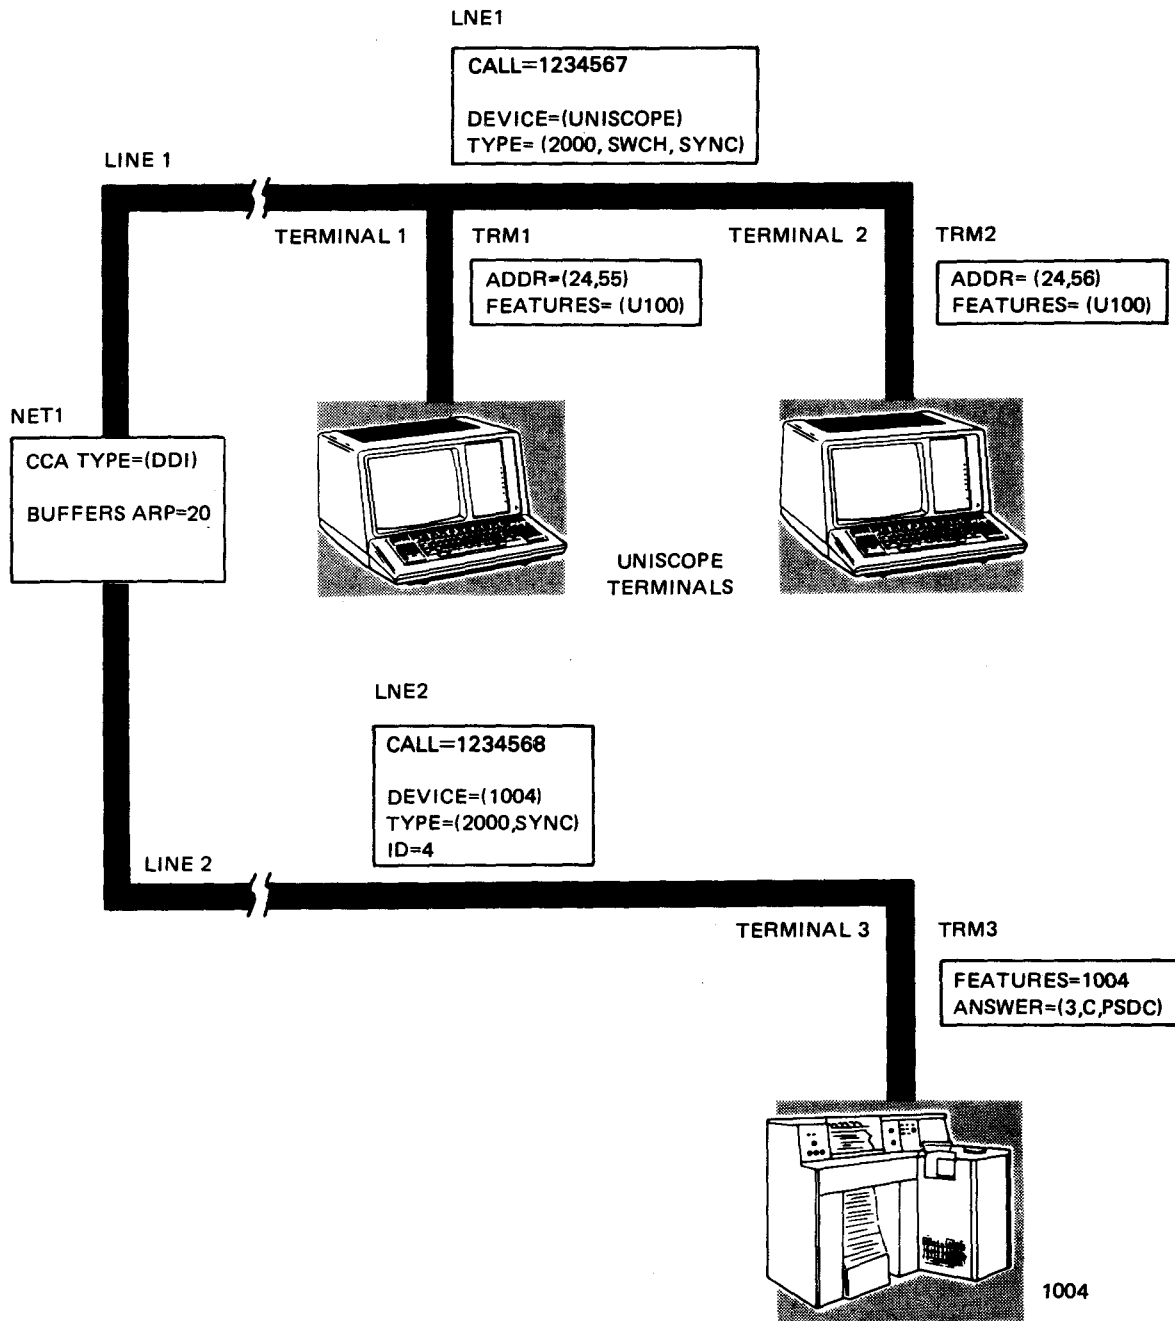 LNE1
CALL=1234567
DEVICE=(UNISCOPE)
TYPE= (2000, SWCH, SYNC)
LINE 1
TERMINAL 1
TRM1
TERMINAL 2
TRM2
ADDR=(24,55)
FEATURES= (U100)
ADDR= (24,56)
FEATURES= (U100)
NET1
CCA TYPE=(DDI)
BUFFERS ARP=20
UNISCOPE
TERMINALS
LNE2
CALL=1234568
DEVICE=(1004)
TYPE=(2000,SYNC)
ID=4
LINE 2
TERMINAL 3
TRM3
FEATURES=1004
ANSWER=(3,C,PSDC)
1004